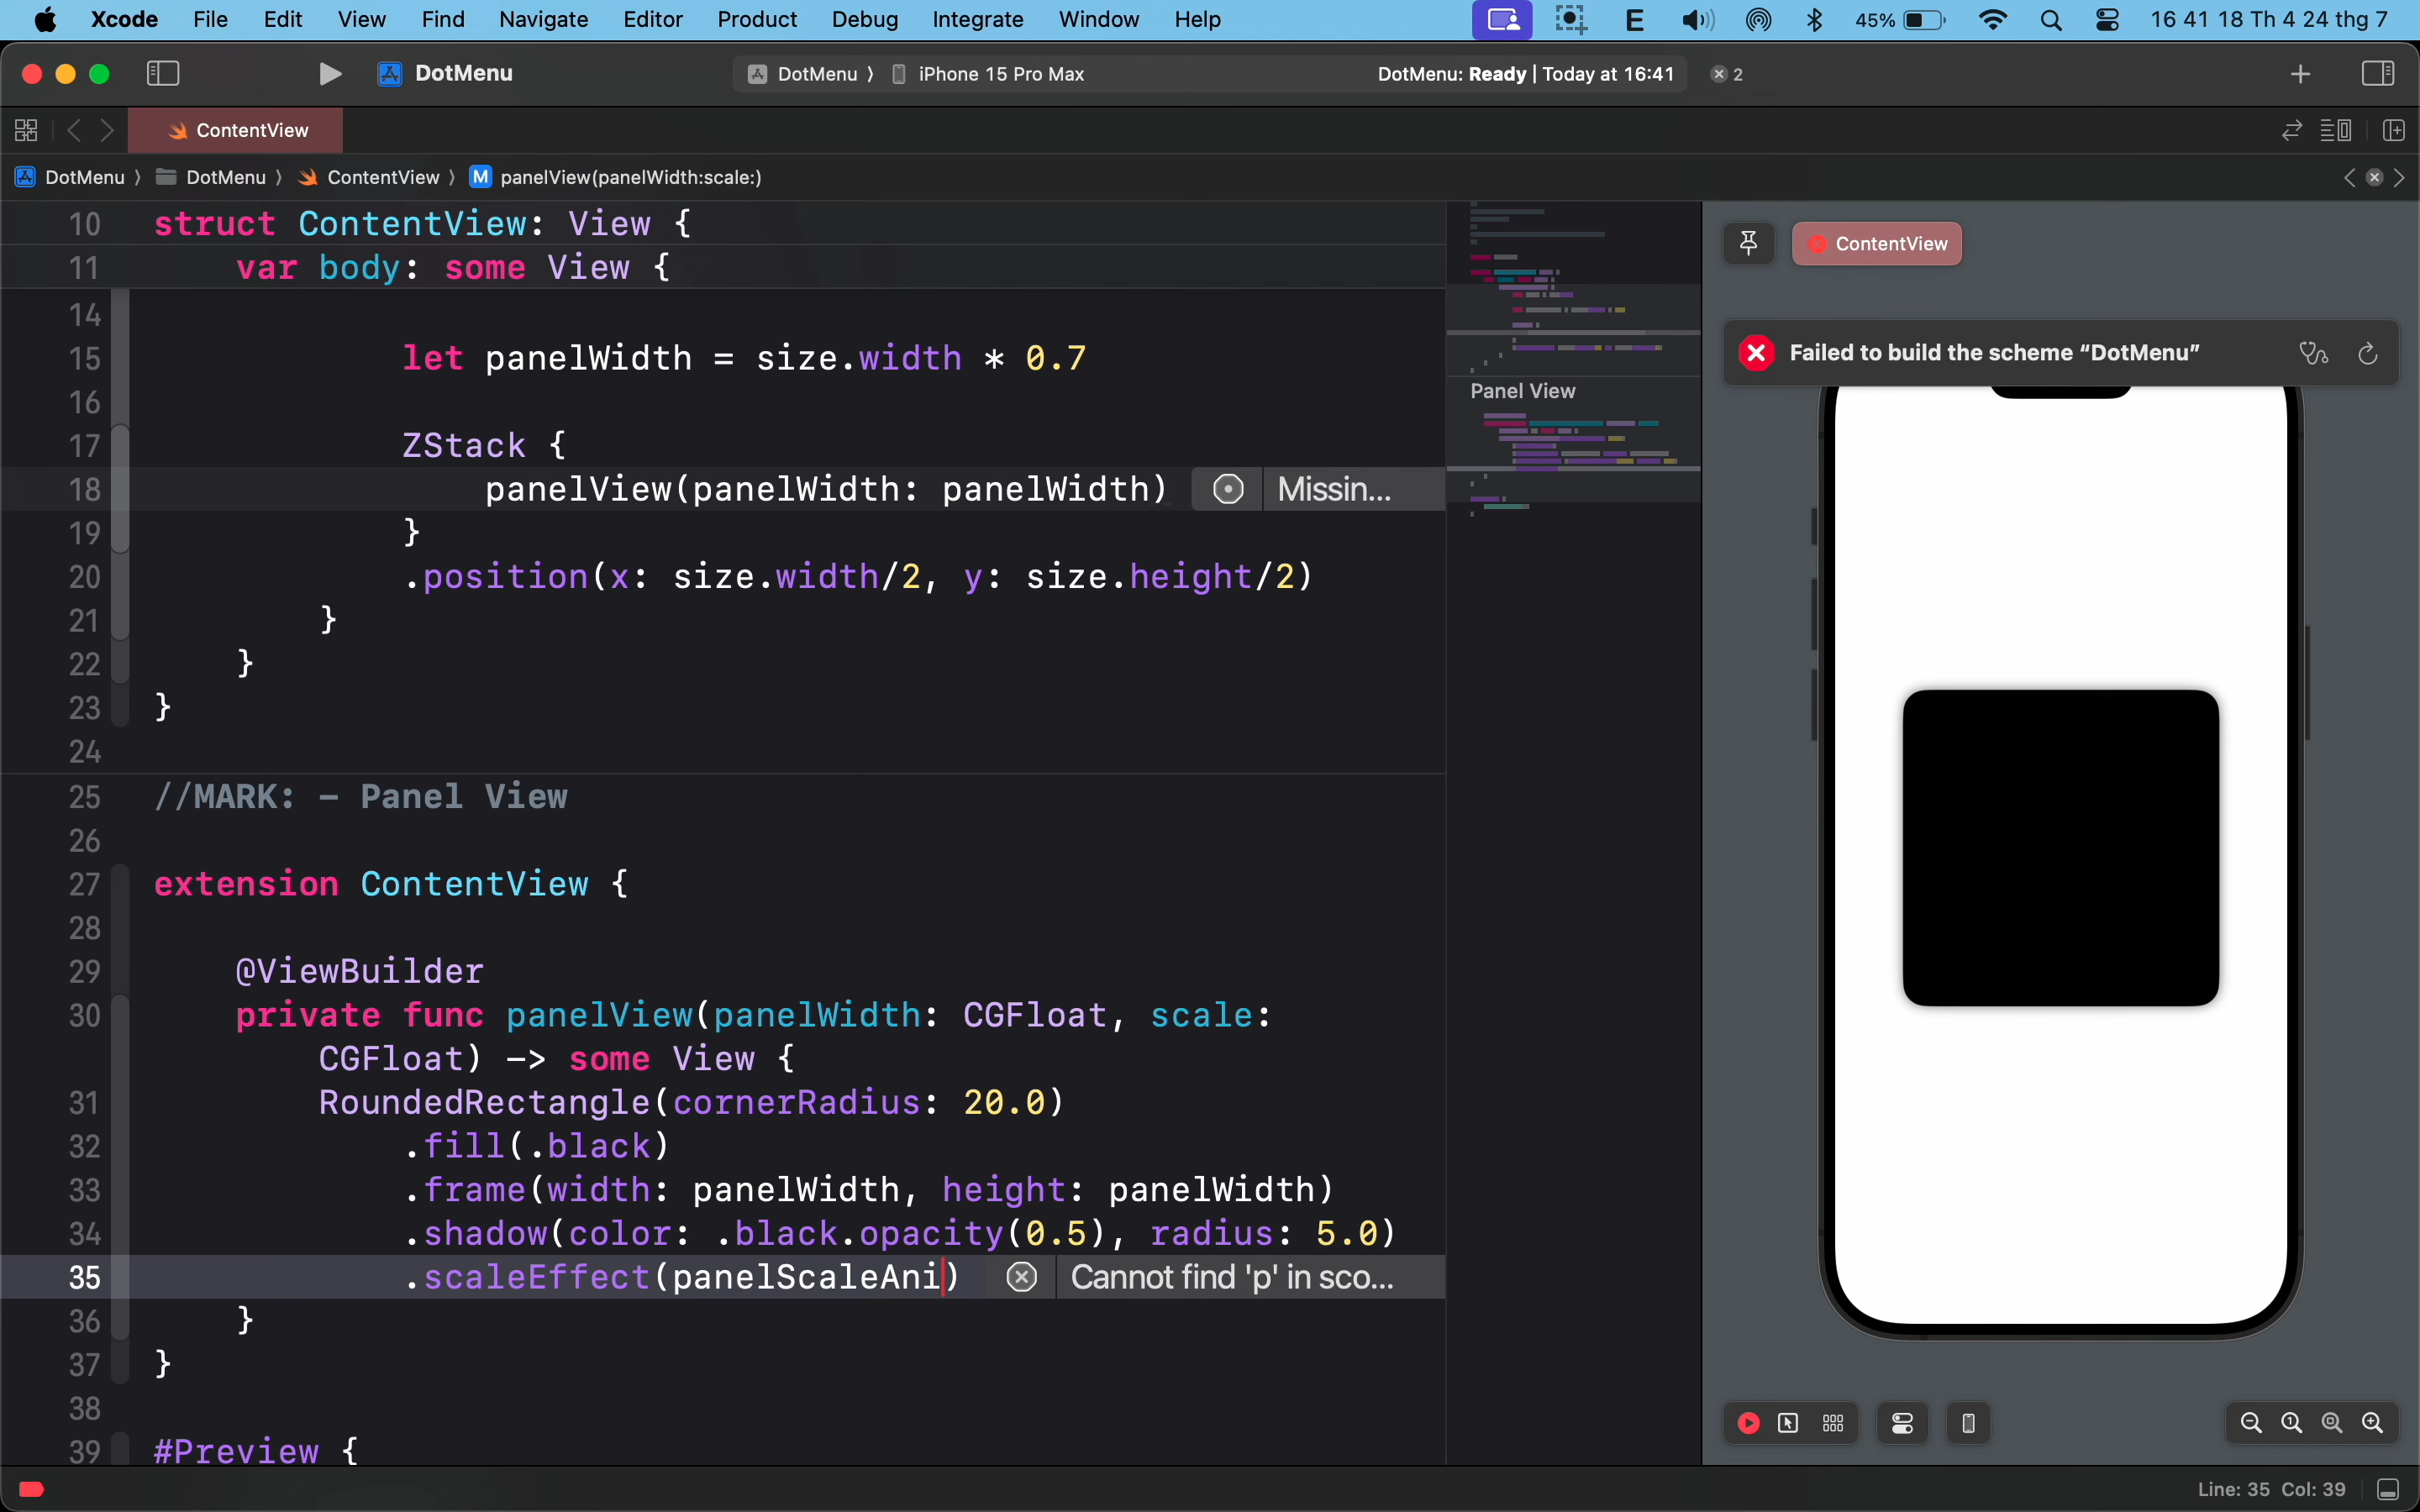 Xcode File Edit View Find Navigate Editor Product Debug Integrate Window Help E 45% 16 41 18 Th 4 24 thg 7
DotMenu DotMenu 〉 iPhone 15 Pro Max DotMenu: Ready | Today at 16:41 2
ContentView
DotMenu 〉 DotMenu 〉 ContentView 〉 M panelView(panelWidth:scale:)
10 struct ContentView: View {
11 var body: some View {
14
15 let panelWidth = size.width * 0.7
16
17 ZStack {
18 panelView(panelWidth: panelWidth) Missin...
19 }
20 .position(x: size.width/2, y: size.height/2)
21 }
22 }
23 }
24
25 //MARK: - Panel View
26
27 extension ContentView {
28
29 @ViewBuilder
30 private func panelView(panelWidth: CGFloat, scale:
CGFloat) -> some View {
31 RoundedRectangle(cornerRadius: 20.0)
32 .fill(.black)
33 .frame(width: panelWidth, height: panelWidth)
34 .shadow(color: .black.opacity(0.5), radius: 5.0)
35 .scaleEffect(panelScaleAni) Cannot find 'p' in sco...
36 }
37 }
38
39 #Preview {
Panel View
ContentView
Failed to build the scheme “DotMenu”
Line: 35 Col: 39